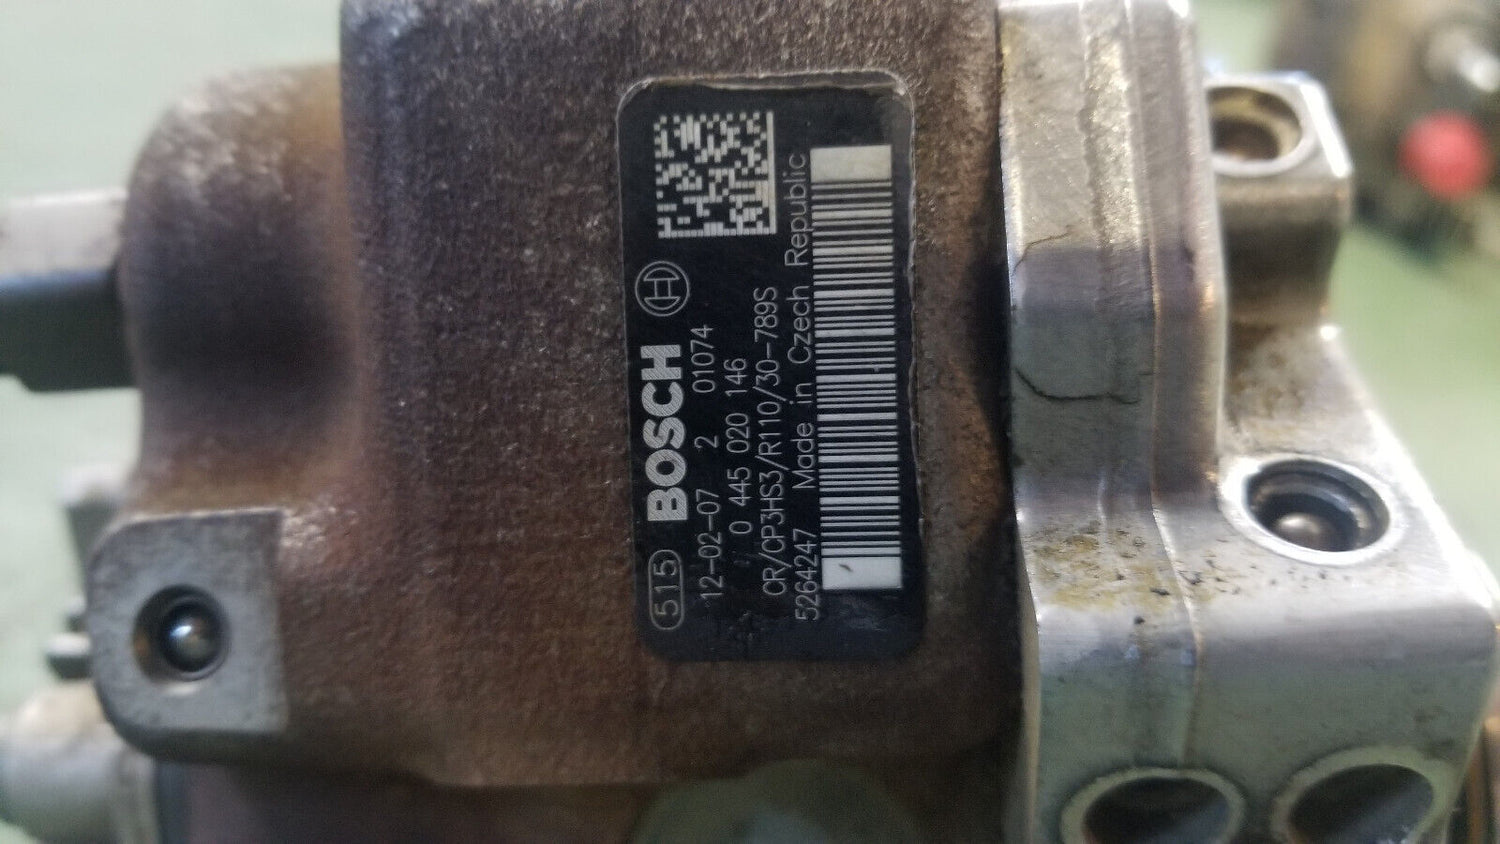 515 BOSCH
12-02-07 2 01074
0 445 020 146
CR/CP3HS3/R110/30-789S
5264247 Made in Czech Republic